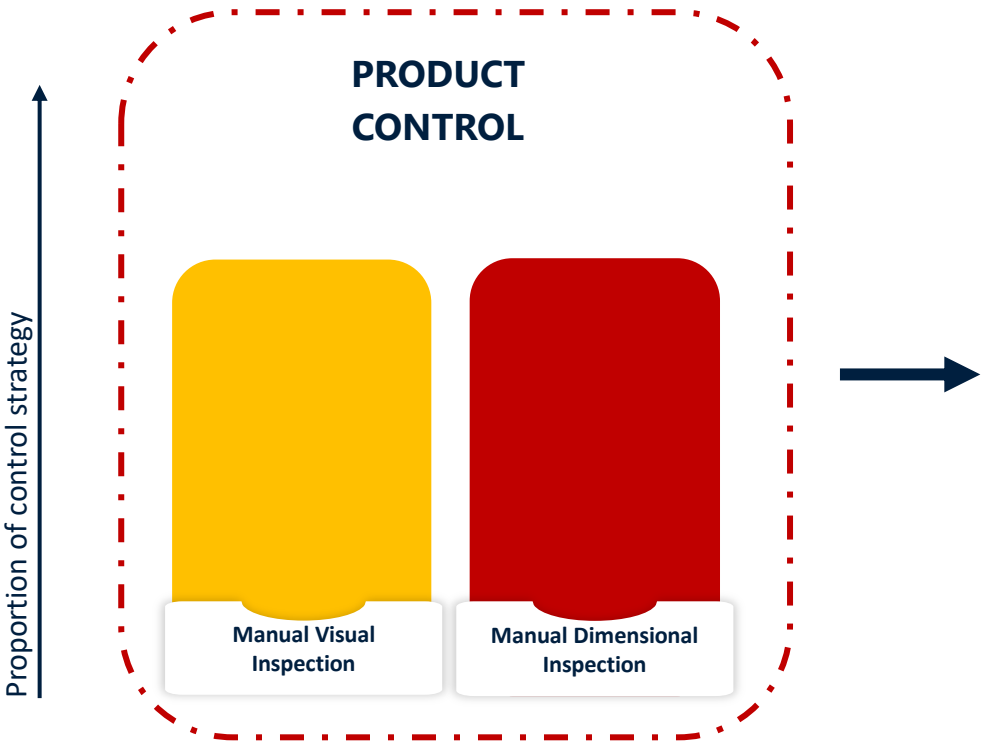 PRODUCT
CONTROL
Proportion of control strategy
Manual Visual
Inspection
Manual Dimensional
Inspection